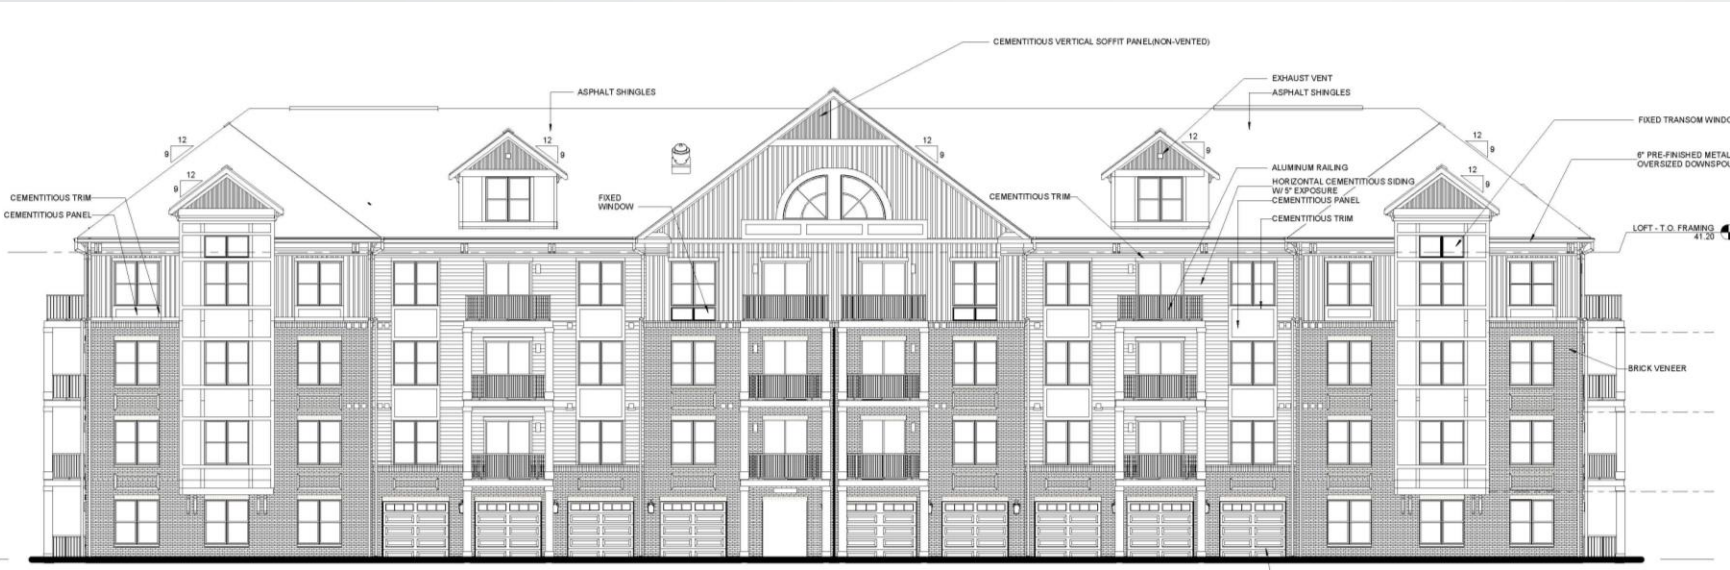 CEMENTITIOUS VERTICAL SOFFIT PANEL(NON-VENTED)
EXHAUST VENT
ASPHALT SHINGLES
ASPHALT SHINGLES
FIXED TRANSOM WINDO
12
9
12
9
12
9
12
9
12
9
6" PRE-FINISHED METAL
OVERSIZED DOWNSPOU
12
9
12
9
ALUMINUM RAILING
HORIZONTAL CEMENTITIOUS SIDING
W/ 5" EXPOSURE
CEMENTITIOUS PANEL
CEMENTITIOUS TRIM
CEMENTITIOUS TRIM
CEMENTITIOUS PANEL
FIXED
WINDOW
CEMENTITIOUS TRIM
LOFT - T.O. FRAMING
41.20
BRICK VENEER